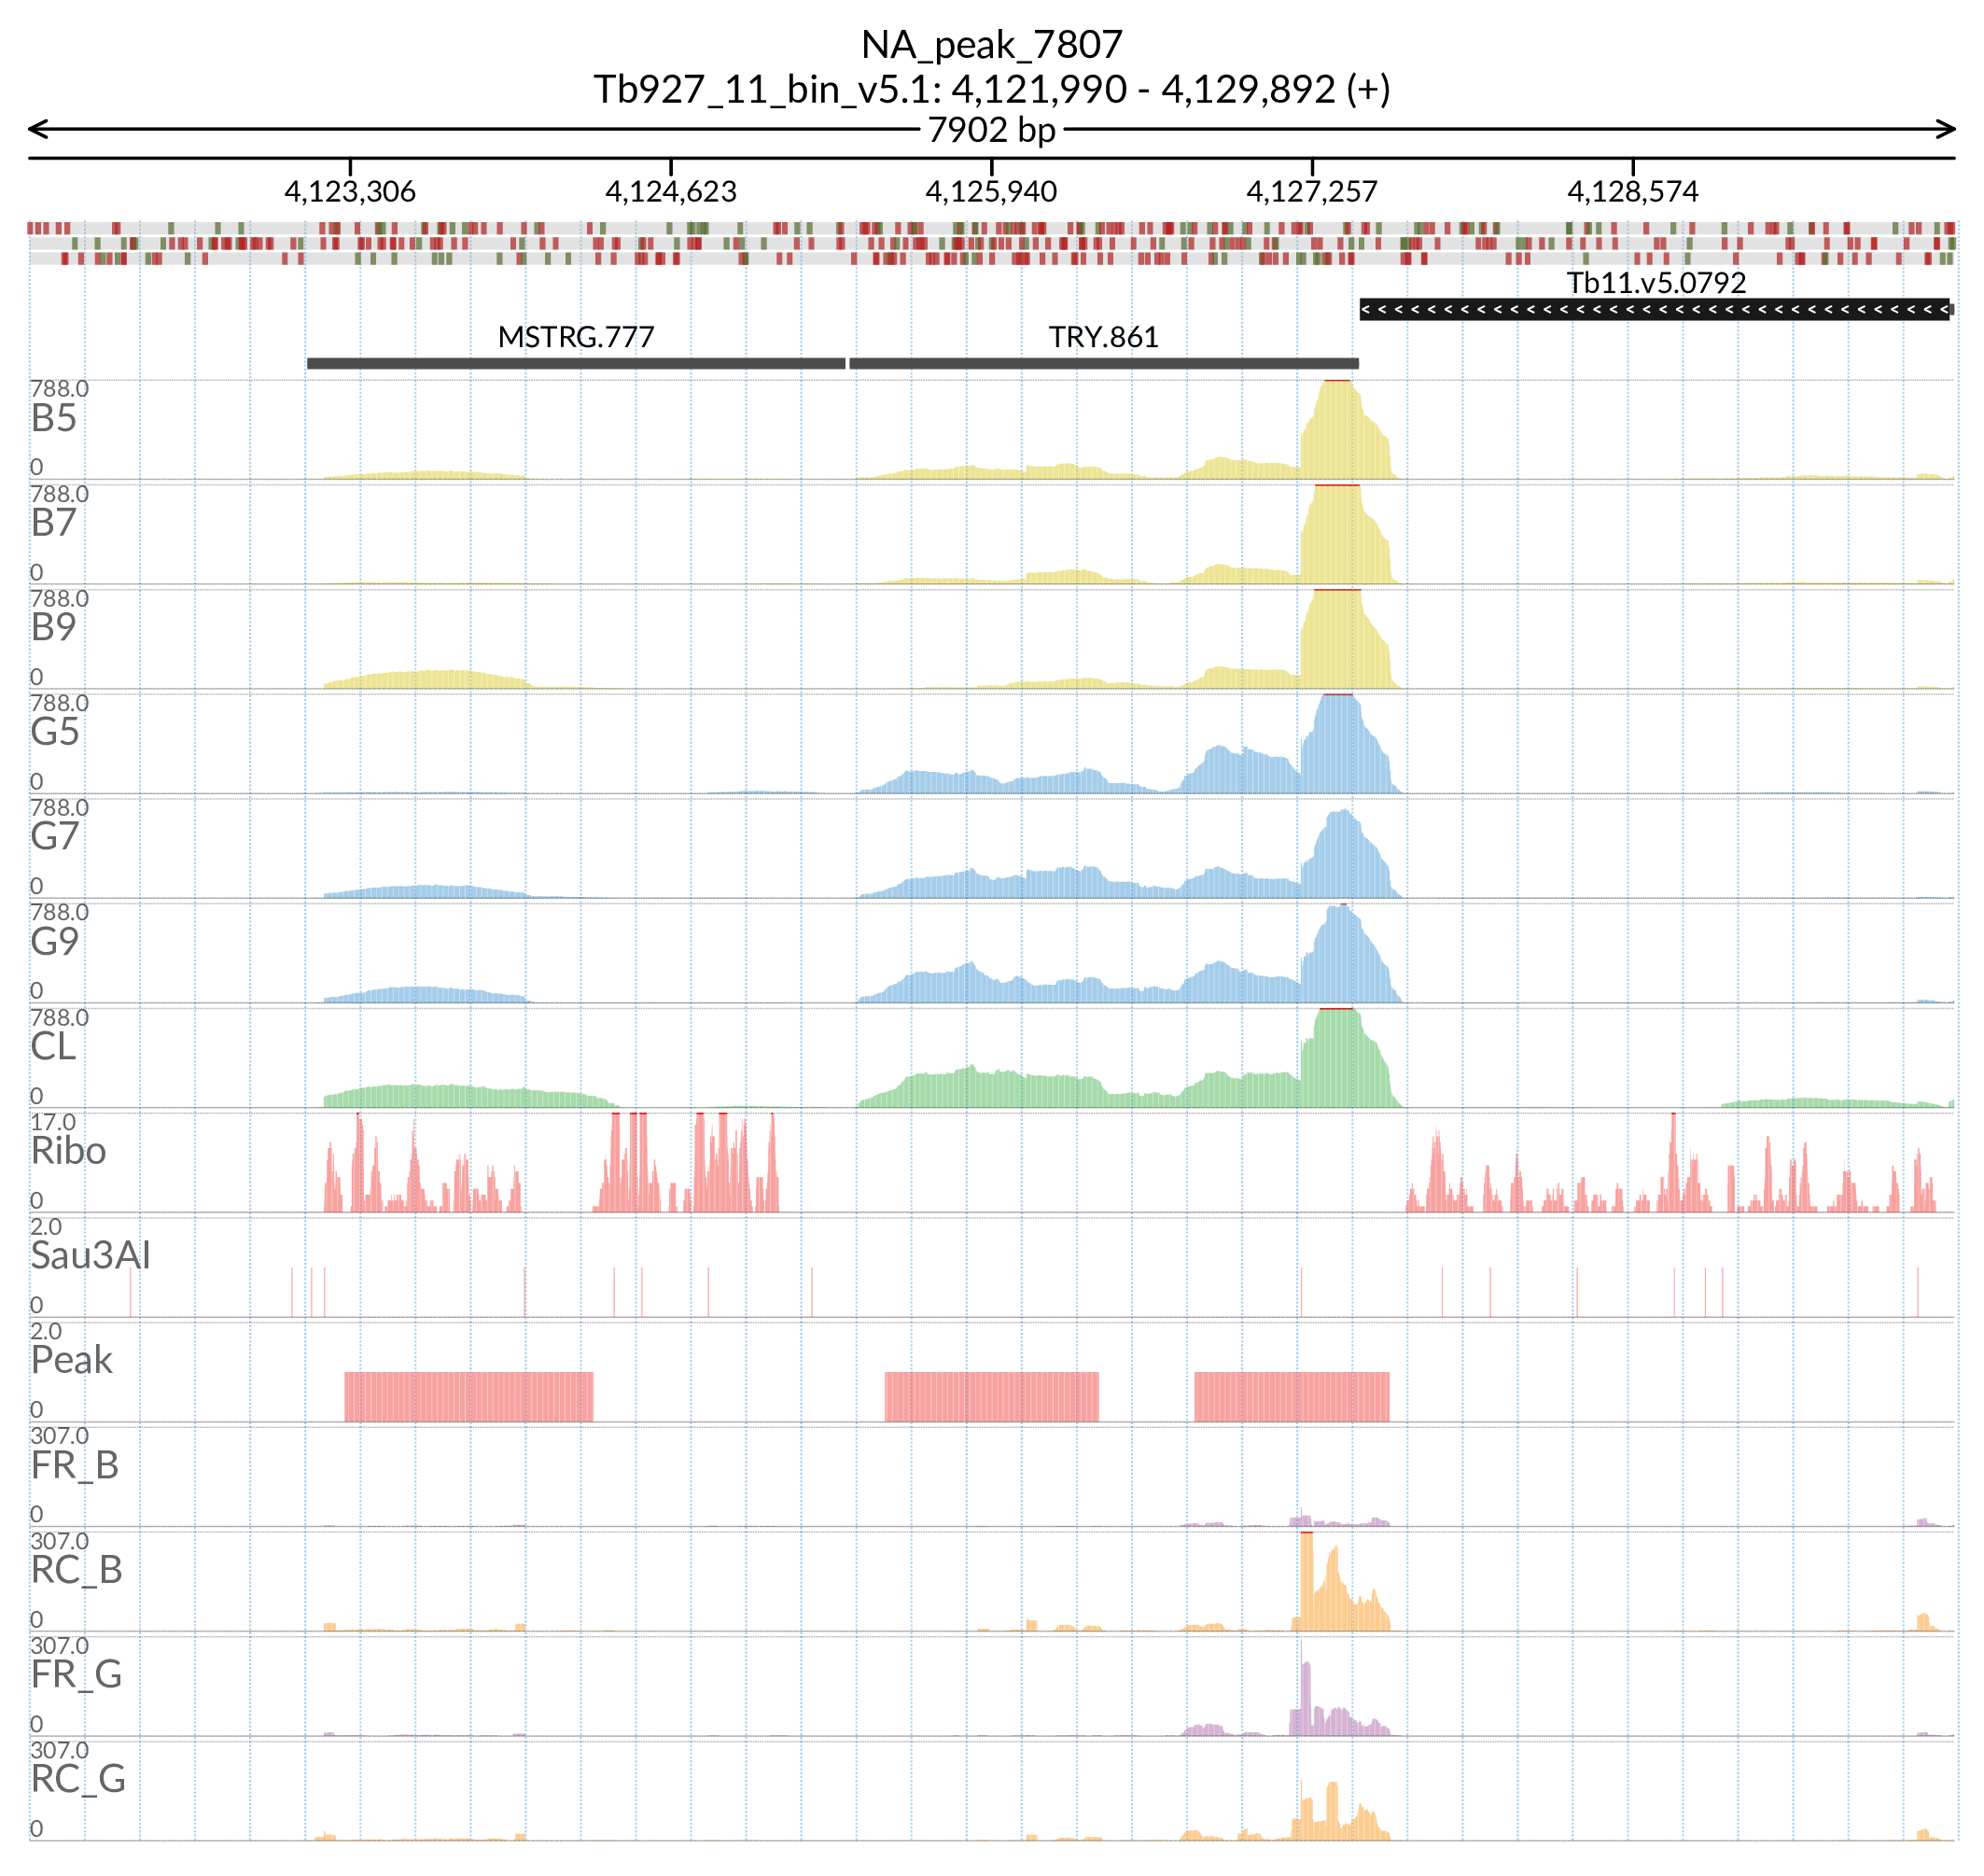 NA_peak_7807
Tb927_11_bin_v5.1: 4,121,990 - 4,129,892 (+)
7902 bp
4,123,306 4,124,623 4,125,940 4,127,257 4,128,574
Tb11.v5.0792
MSTRG.777 TRY.861
788.0
B5
0
788.0
B7
0
788.0
B9
0
788.0
G5
0
788.0
G7
0
788.0
G9
0
788.0
CL
0
17.0
Ribo
0
2.0
Sau3AI
0
2.0
Peak
0
307.0
FR_B
0
307.0
RC_B
0
307.0
FR_G
0
307.0
RC_G
0